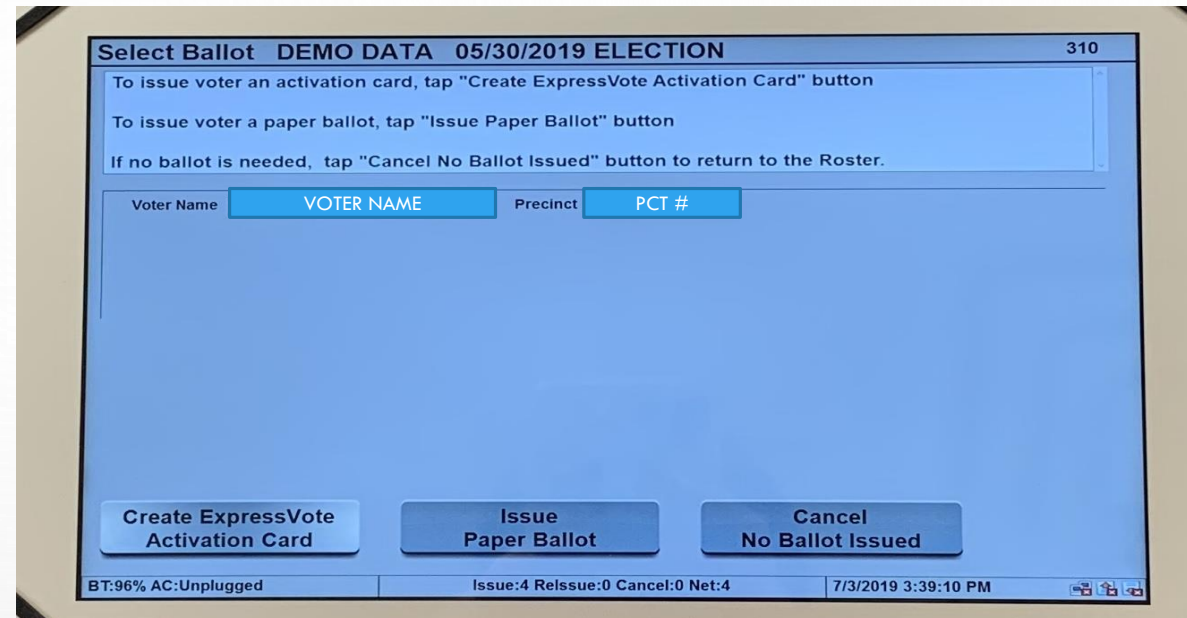 Select Ballot DEMO DATA 05/30/2019 ELECTION 310
To issue voter an activation card, tap "Create ExpressVote Activation Card" button
To issue voter a paper ballot, tap "Issue Paper Ballot" button
If no ballot is needed, tap "Cancel No Ballot Issued" button to return to the Roster.
Voter Name VOTER NAME Precinct PCT #
Create ExpressVote
Activation Card
Issue
Paper Ballot
Cancel
No Ballot Issued
BT:96% AC:Unplugged Issue:4 ReIssue:0 Cancel:0 Net:4 7/3/2019 3:39:10 PM